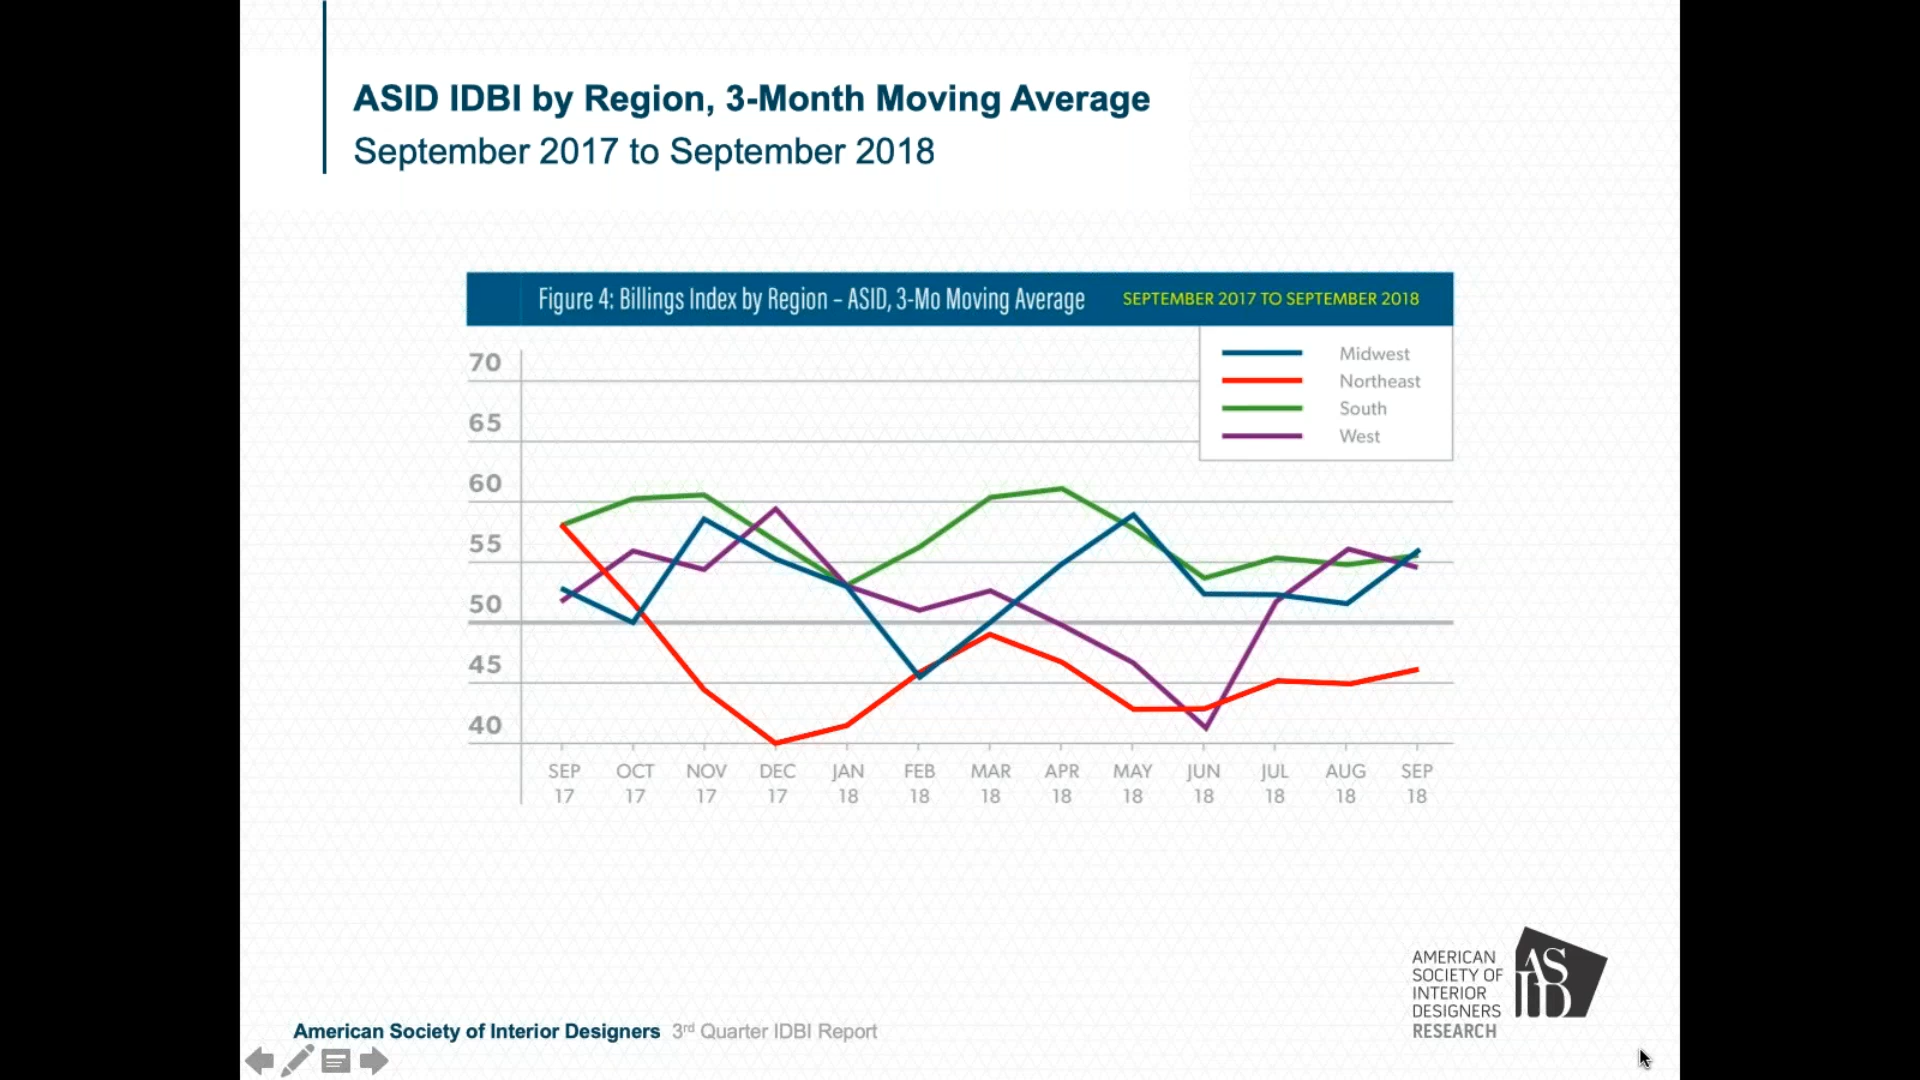 ASID IDBI by Region, 3-Month Moving Average
September 2017 to September 2018
Figure 4: Billings Index by Region – ASID, 3-Mo Moving Average SEPTEMBER 2017 TO SEPTEMBER 2018
Midwest
Northeast
South
West
70
65
60
55
50
45
40
SEP OCT NOV DEC JAN FEB MAR APR MAY JUN JUL AUG SEP
17 17 17 17 18 18 18 18 18 18 18 18 18
AMERICAN
SOCIETY OF
INTERIOR
DESIGNERS
RESEARCH
AS
ID
American Society of Interior Designers 3rd Quarter IDBI Report